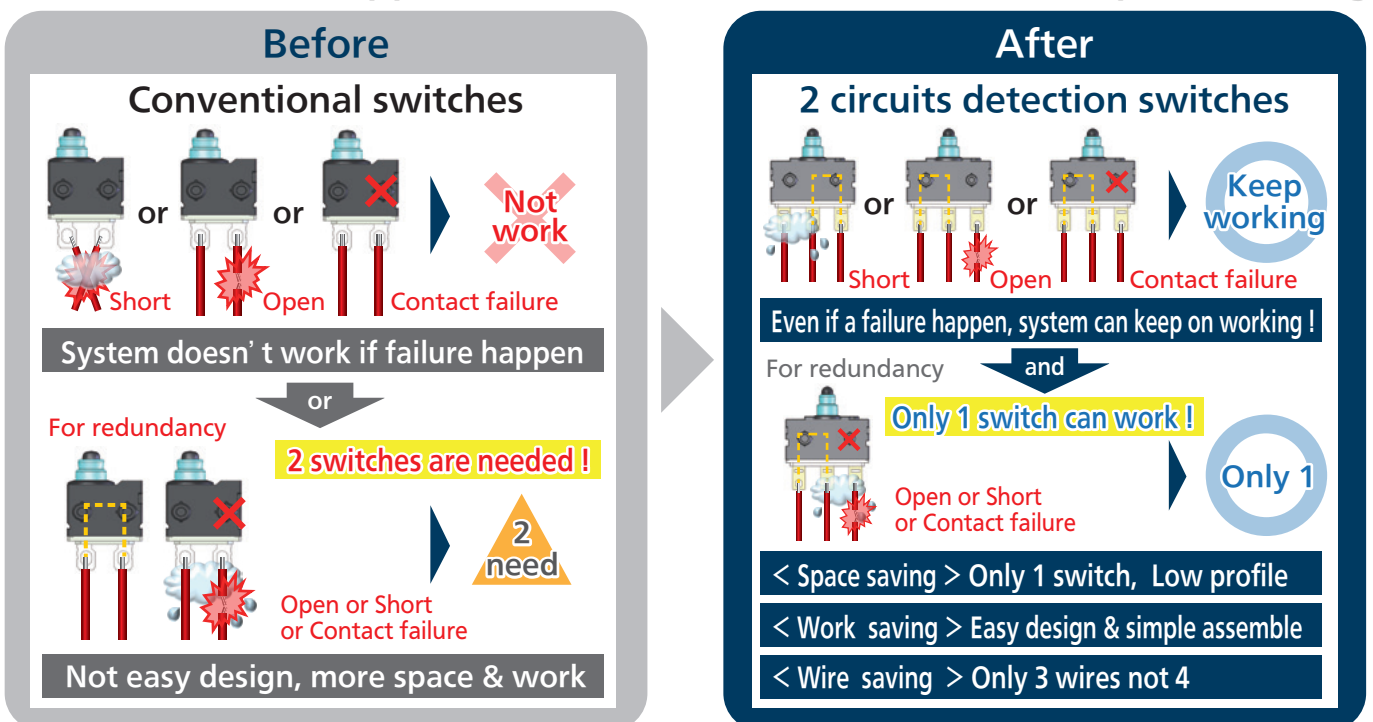 Before
Conventional switches
or
or
Not
work
Short
Open
Contact failure
System doesn't work if failure happen
or
For redundancy
2 switches are needed !
2
need
Open or Short
or Contact failure
Not easy design, more space & work
After
2 circuits detection switches
or
or
Keep
working
Short
Open
Contact failure
Even if a failure happen, system can keep on working !
For redundancy
and
Only 1 switch can work !
Only 1
Open or Short
or Contact failure
< Space saving > Only 1 switch, Low profile
< Work saving > Easy design & simple assemble
< Wire saving > Only 3 wires not 4